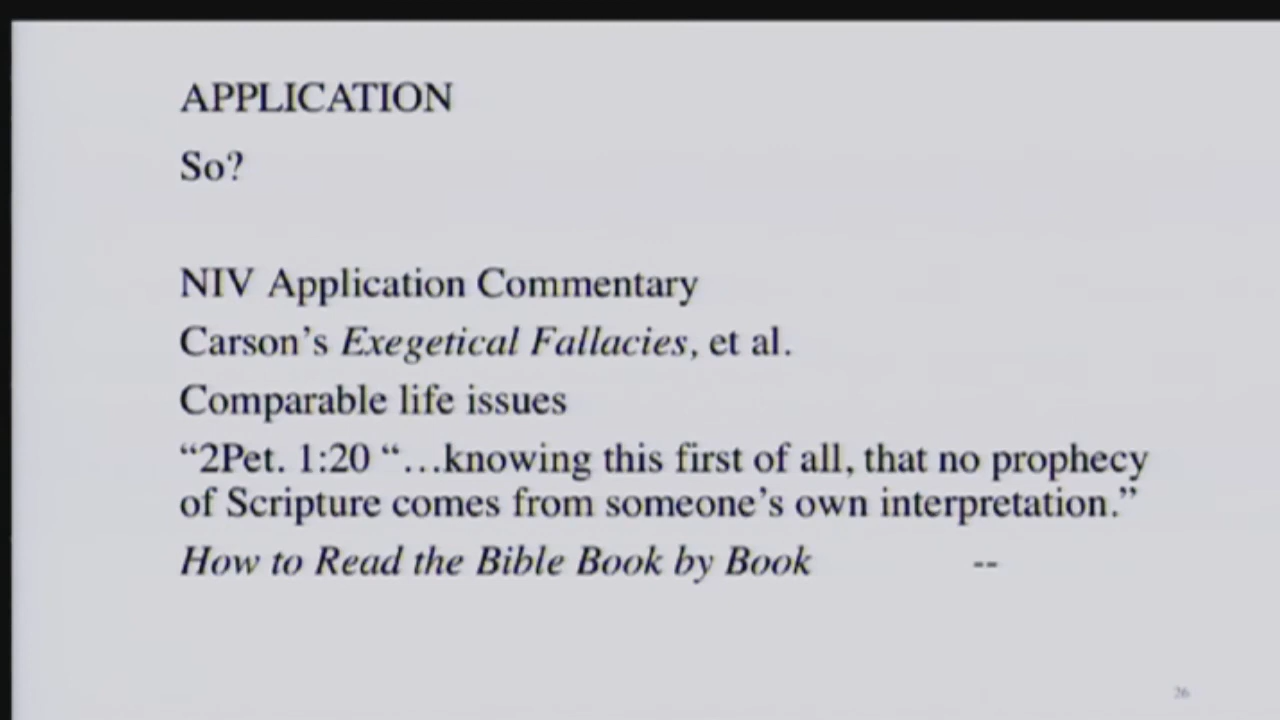 APPLICATION
So?
NIV Application Commentary
Carson’s Exegetical Fallacies, et al.
Comparable life issues
“2Pet. 1:20 “…knowing this first of all, that no prophecy
of Scripture comes from someone’s own interpretation.”
How to Read the Bible Book by Book --
26